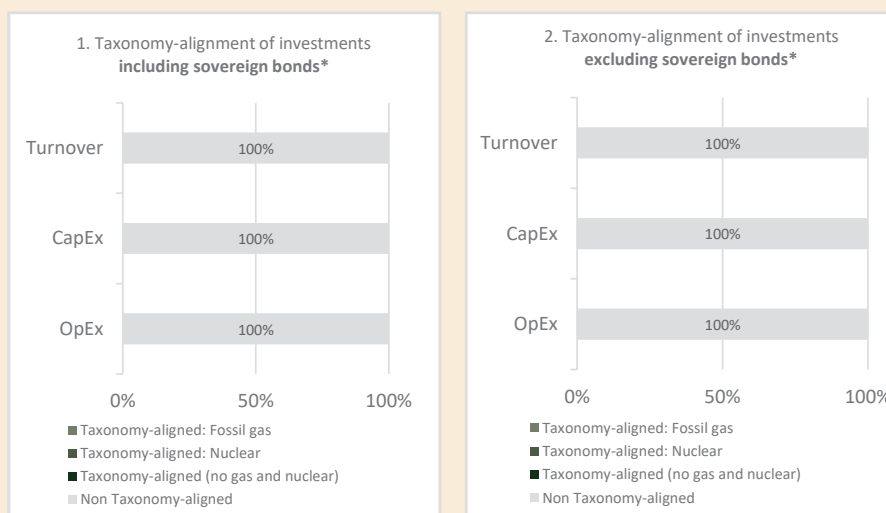 1. Taxonomy-alignment of investments
including sovereign bonds*
Turnover
100%
CapEx
100%
OpEx
100%
0%
50%
100%
Taxonomy-aligned: Fossil gas
Taxonomy-aligned: Nuclear
Taxonomy-aligned (no gas and nuclear)
Non Taxonomy-aligned
2. Taxonomy-alignment of investments
excluding sovereign bonds*
Turnover
100%
CapEx
100%
OpEx
100%
0%
50%
100%
Taxonomy-aligned: Fossil gas
Taxonomy-aligned: Nuclear
Taxonomy-aligned (no gas and nuclear)
Non Taxonomy-aligned